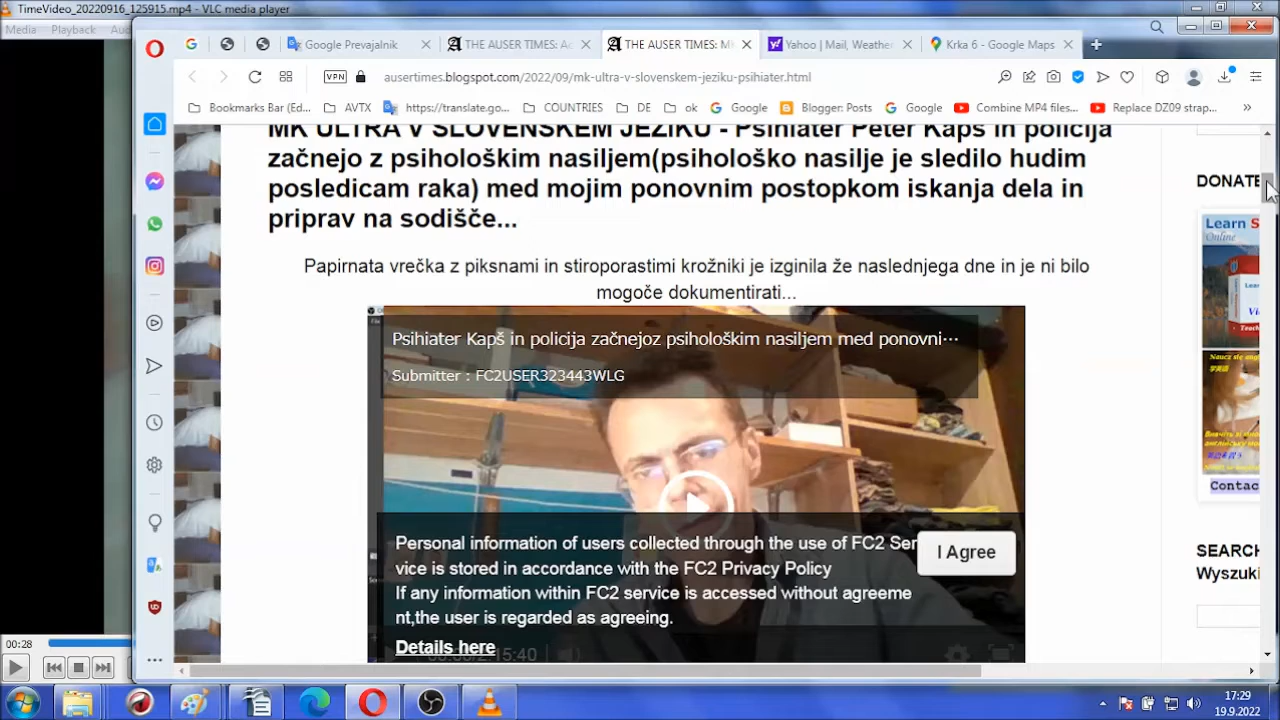 TimeVideo_20220916_125915.mp4 - VLC media player
Media Playback Au
Google Prevajalnik
THE AUSER TIMES: A
THE AUSER TIMES: M
Yahoo | Mail, Weathe
Krka 6 - Google Maps
VPN
ausertimes.blogspot.com/2022/09/mk-ultra-v-slovenskem-jeziku-psihiater.html
Bookmarks Bar (Ed...
AVTX
https://translate.go...
COUNTRIES
DE
ok
Google
Blogger: Posts
Google
Combine MP4 files...
Replace DZ09 strap...
MK ULTRA V SLOVENSKEM JEZIKU - Psihiater Peter Kapš in policija
začnejo z psihološkim nasiljem(psihološko nasilje je sledilo hudim
posledicam raka) med mojim ponovnim postopkom iskanja dela in
priprav na sodišče...
Papirnata vrečka z piksnami in stiroporastimi krožniki je izginila že naslednjega dne in je ni bilo
mogoče dokumentirati...
Psihiater Kapš in policija začnejoz psihološkim nasiljem med ponovni···
Submitter : FC2USER323443WLG
Personal information of users collected through the use of FC2 Ser
vice is stored in accordance with the FC2 Privacy Policy
If any information within FC2 service is accessed without agreeme
nt,the user is regarded as agreeing.
Details here
I Agree
DONATE
Learn S
Online
Contac
SEARCH
Wyszuki
00:28
17:29
19.9.2022